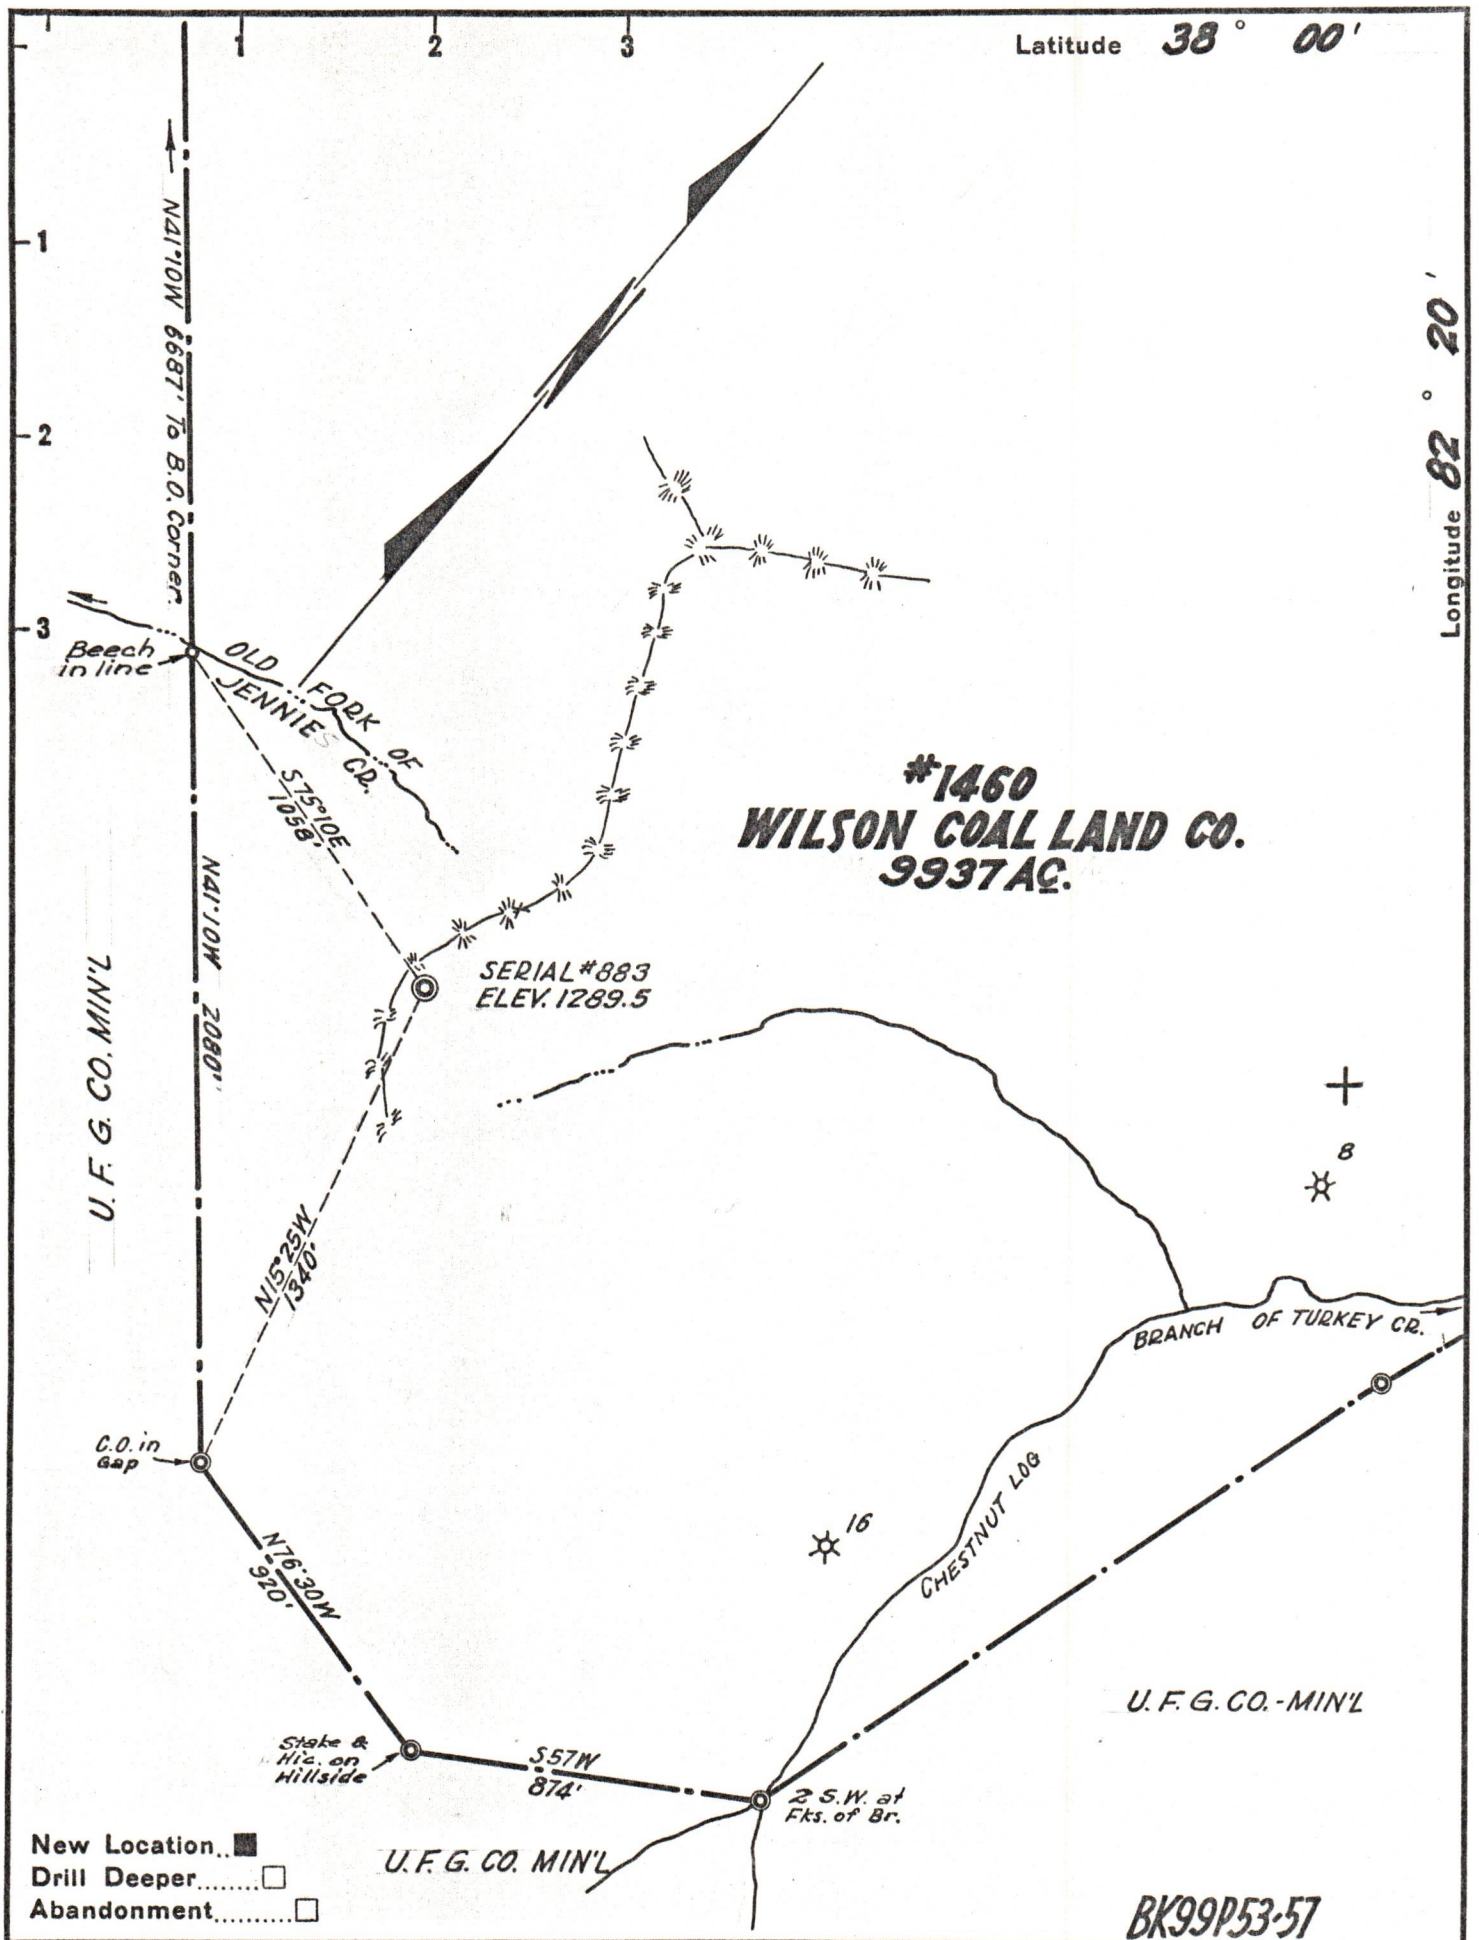 1 2 3
Latitude 38° 00'
1
2
3
Longitude 82° 20'
N41°10W 6687' To B.O. Corner.
Beech
in line
OLD FORK OF
JENNIES CR.
S75°10E
1058'
#1460
WILSON COAL LAND CO.
9937 AC.
N41°10W 2080'
SERIAL #883
ELEV. 1289.5
U. F. G. CO. MIN'L
8
N15°25W
1340'
BRANCH OF TURKEY CR.
C.O. in
Gap
CHESTNUT LOG
16
N76°30W
920'
U. F. G. CO.-MIN'L
Stake &
Hic. on
Hillside
S57W
874'
2 S.W. at
Fks. of Br.
U. F. G. CO. MIN'L
New Location..
Drill Deeper........
Abandonment..........
BK99P53-57